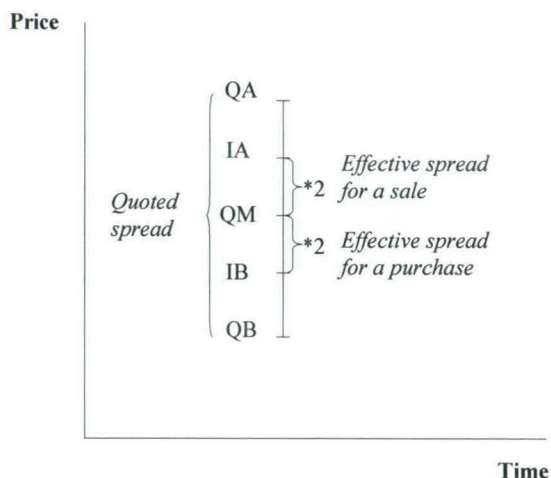 Price
QA
IA
*2
Effective spread
for a sale
Quoted
spread
QM
*2
Effective spread
for a purchase
IB
QB
Time